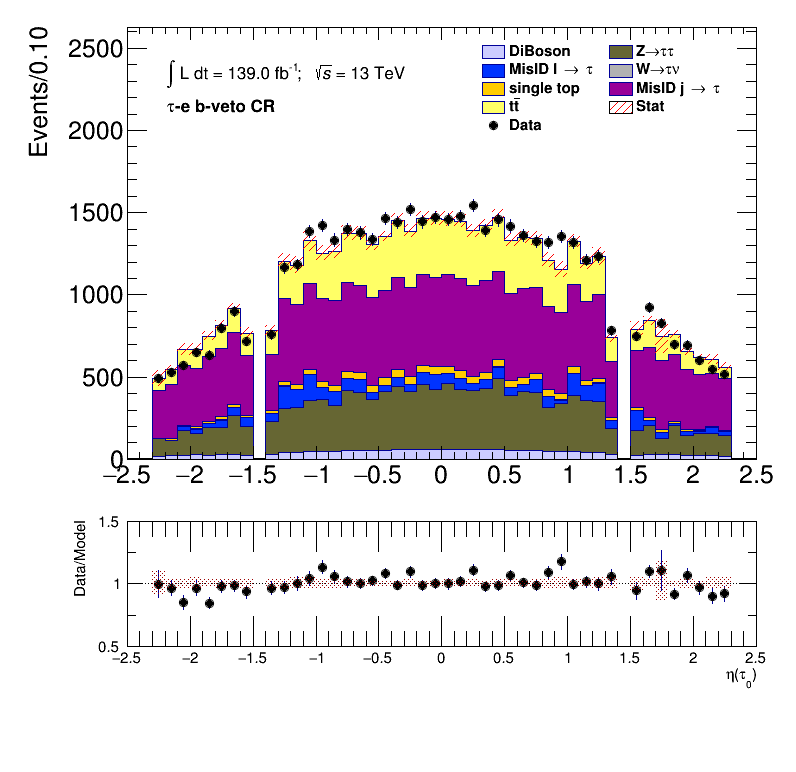 Events/0.10
2500
2000
1500
1000
500
0
∫ L dt = 139.0 fb⁻¹; √s = 13 TeV
τ-e b-veto CR
DiBoson
MisID l → τ
single top
tt̄
Data
Z→ττ
W→τν
MisID j → τ
Stat
−2.5 −2 −1.5 −1 −0.5 0 0.5 1 1.5 2 2.5
Data/Model
1.5
1
0.5
−2.5 −2 −1.5 −1 −0.5 0 0.5 1 1.5 2 2.5
η(τ₀)